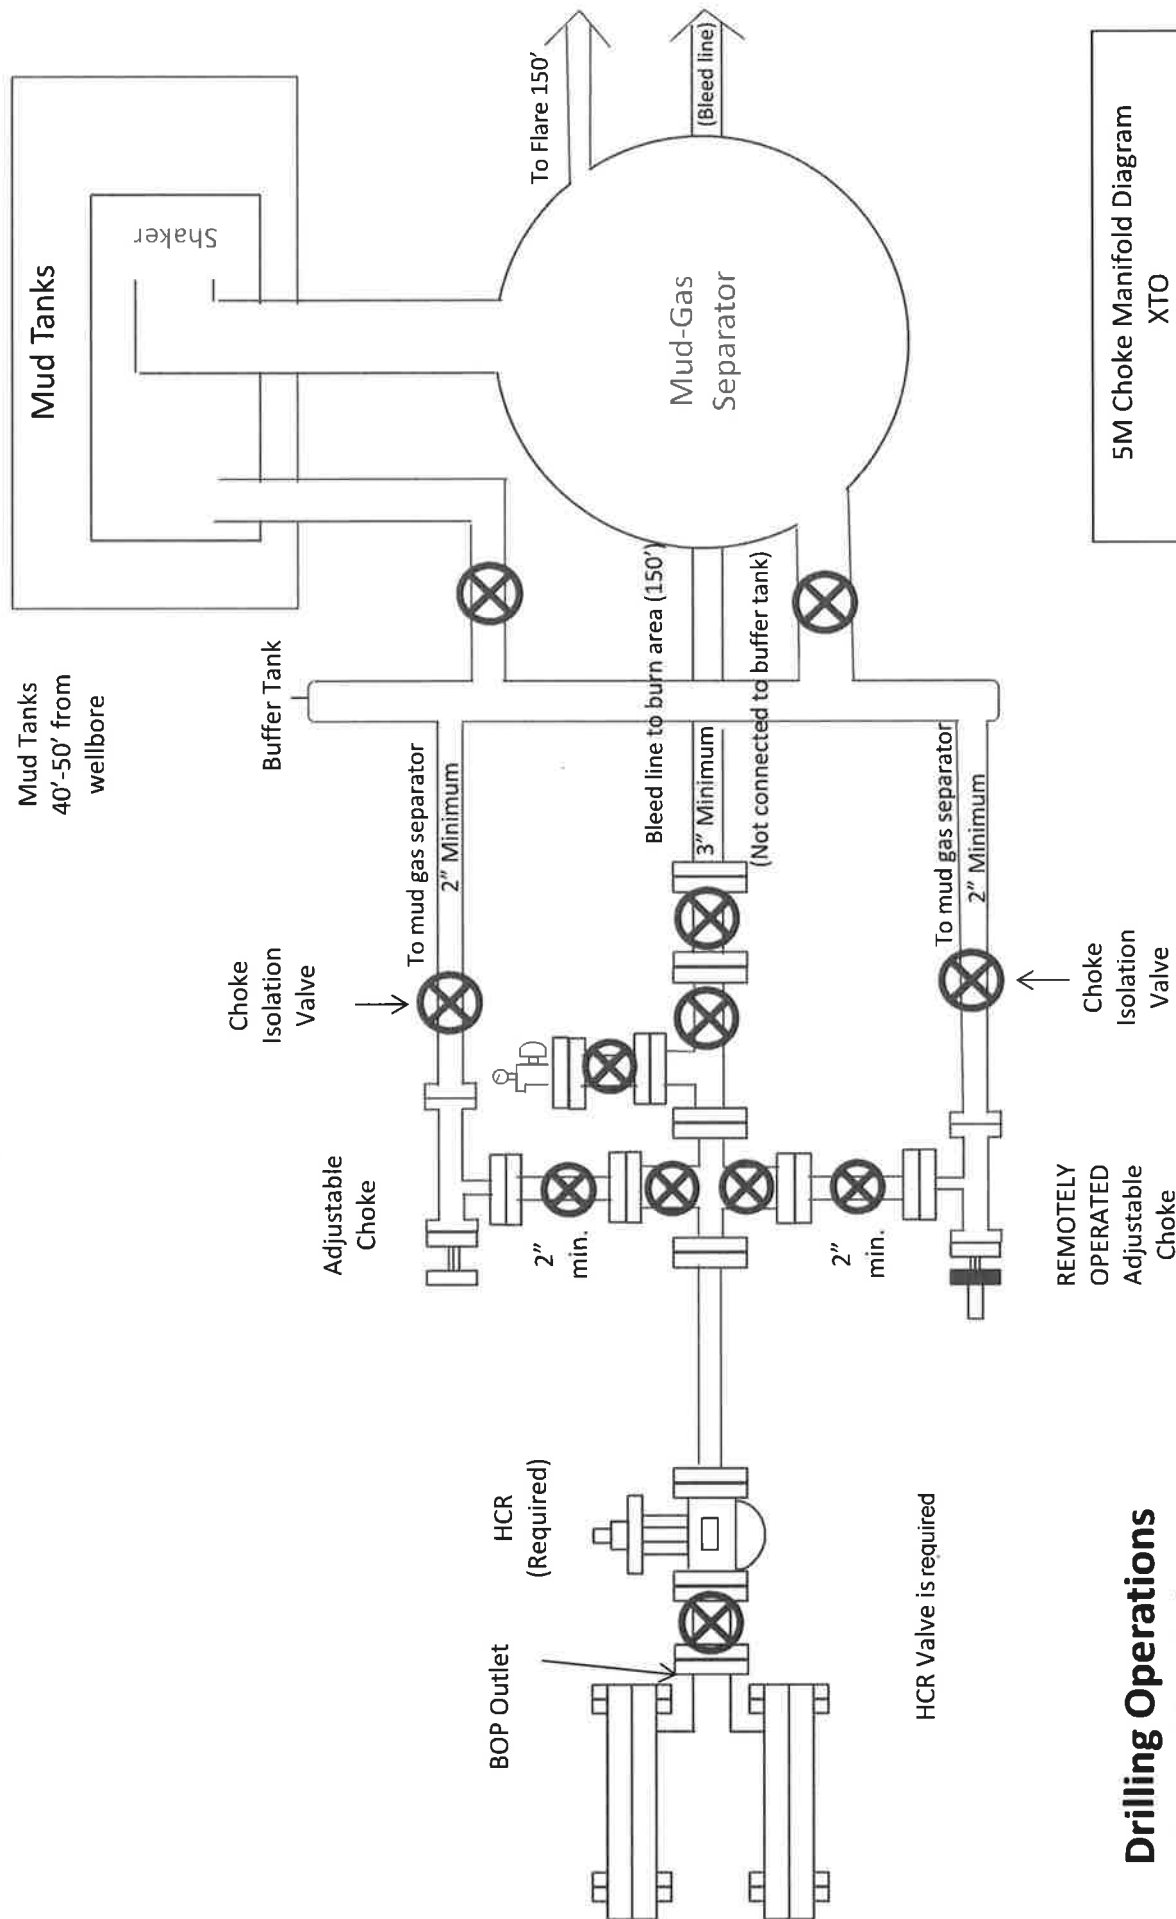 Mud Tanks
40'-50' from
wellbore
Mud Tanks
Shaker
Buffer Tank
To Flare 150'
(Bleed line)
Mud-Gas
Separator
Choke
Isolation
Valve
To mud gas separator
2" Minimum
Bleed line to burn area (150')
3" Minimum
(Not connected to buffer tank)
To mud gas separator
2" Minimum
Choke
Isolation
Valve
Adjustable
Choke
2"
min.
2"
min.
REMOTELY
OPERATED
Adjustable
Choke
HCR
(Required)
BOP Outlet
HCR Valve is required
Drilling Operations
5M Choke Manifold Diagram
XTO